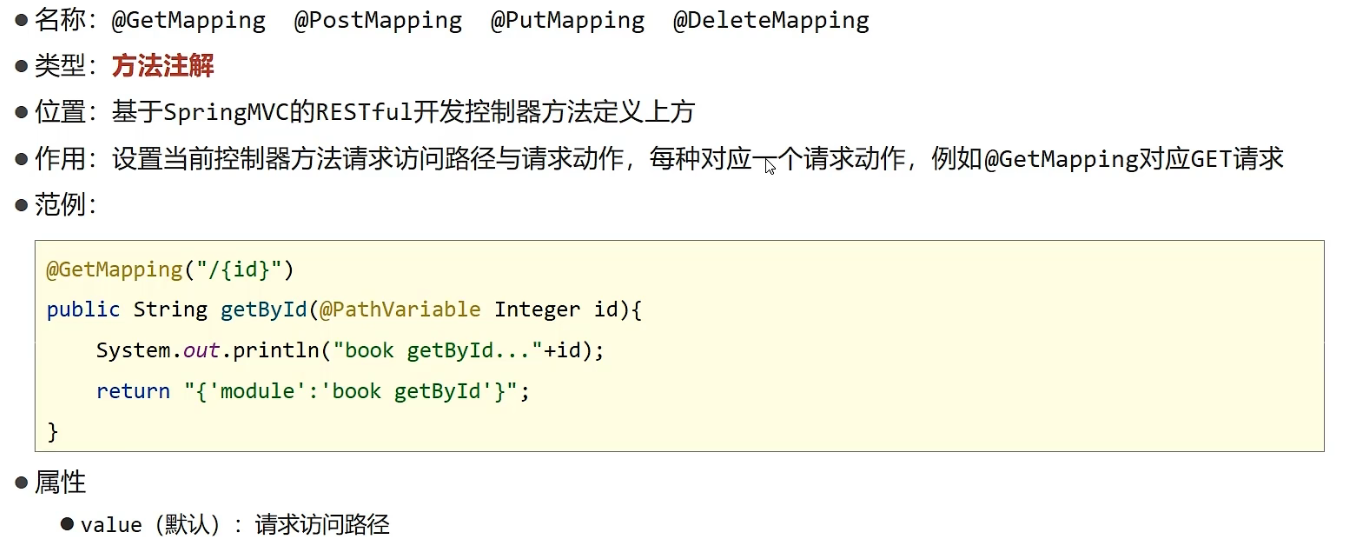 ● 名称：@GetMapping @PostMapping @PutMapping @DeleteMapping
● 类型：方法注解
● 位置：基于SpringMVC的RESTful开发控制器方法定义上方
● 作用：设置当前控制器方法请求访问路径与请求动作，每种对应一个请求动作，例如@GetMapping对应GET请求
● 范例：
@GetMapping("/{id}")
public String getById(@PathVariable Integer id){
    System.out.println("book getById..."+id);
    return "{'module':'book getById'}";
}
● 属性
● value（默认）：请求访问路径